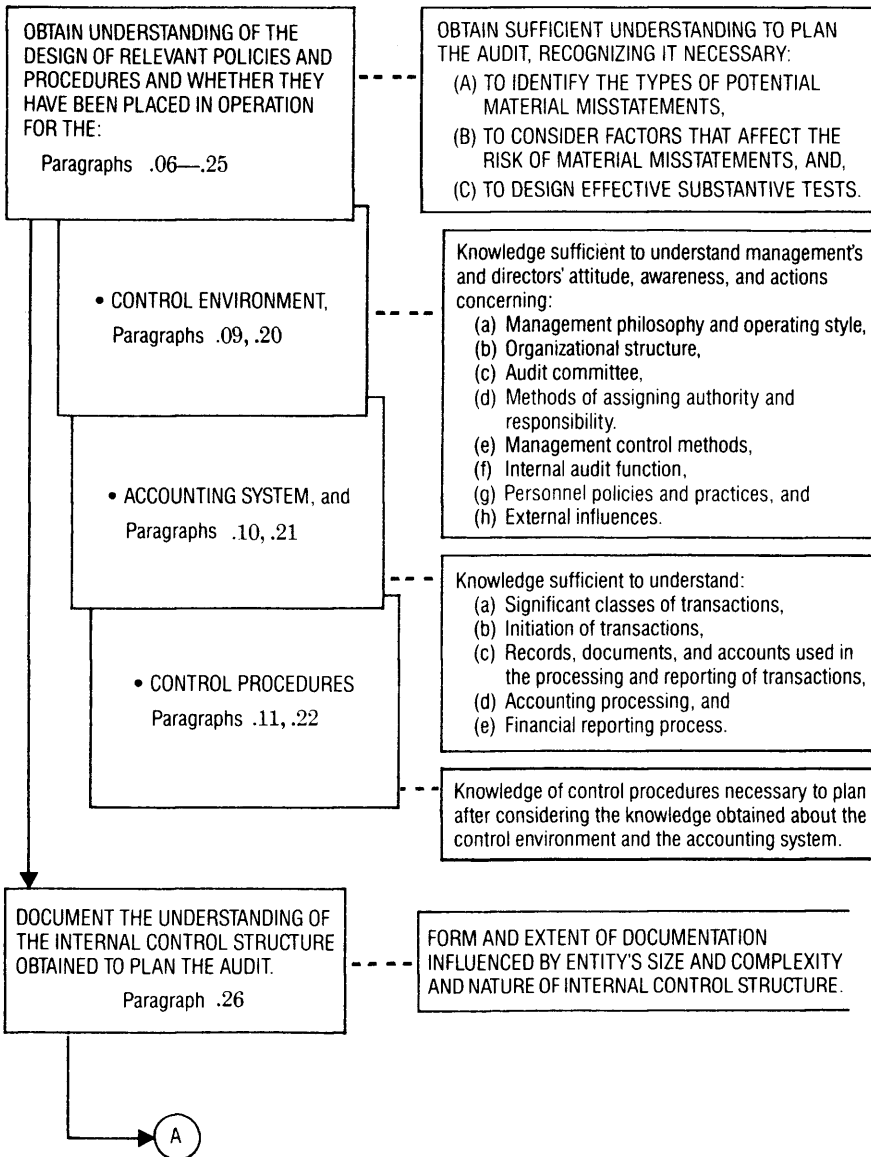 OBTAIN UNDERSTANDING OF THE
DESIGN OF RELEVANT POLICIES AND
PROCEDURES AND WHETHER THEY
HAVE BEEN PLACED IN OPERATION
FOR THE:
Paragraphs .06—.25
OBTAIN SUFFICIENT UNDERSTANDING TO PLAN
THE AUDIT, RECOGNIZING IT NECESSARY:
(A) TO IDENTIFY THE TYPES OF POTENTIAL
MATERIAL MISSTATEMENTS,
(B) TO CONSIDER FACTORS THAT AFFECT THE
RISK OF MATERIAL MISSTATEMENTS, AND,
(C) TO DESIGN EFFECTIVE SUBSTANTIVE TESTS.
• CONTROL ENVIRONMENT,
Paragraphs .09, .20
Knowledge sufficient to understand management's
and directors' attitude, awareness, and actions
concerning:
(a) Management philosophy and operating style,
(b) Organizational structure,
(c) Audit committee,
(d) Methods of assigning authority and
responsibility.
(e) Management control methods,
(f) Internal audit function,
(g) Personnel policies and practices, and
(h) External influences.
• ACCOUNTING SYSTEM, and
Paragraphs .10, .21
Knowledge sufficient to understand:
(a) Significant classes of transactions,
(b) Initiation of transactions,
(c) Records, documents, and accounts used in
the processing and reporting of transactions,
(d) Accounting processing, and
(e) Financial reporting process.
• CONTROL PROCEDURES
Paragraphs .11, .22
Knowledge of control procedures necessary to plan
after considering the knowledge obtained about the
control environment and the accounting system.
DOCUMENT THE UNDERSTANDING OF
THE INTERNAL CONTROL STRUCTURE
OBTAINED TO PLAN THE AUDIT.
Paragraph .26
FORM AND EXTENT OF DOCUMENTATION
INFLUENCED BY ENTITY'S SIZE AND COMPLEXITY
AND NATURE OF INTERNAL CONTROL STRUCTURE.
A